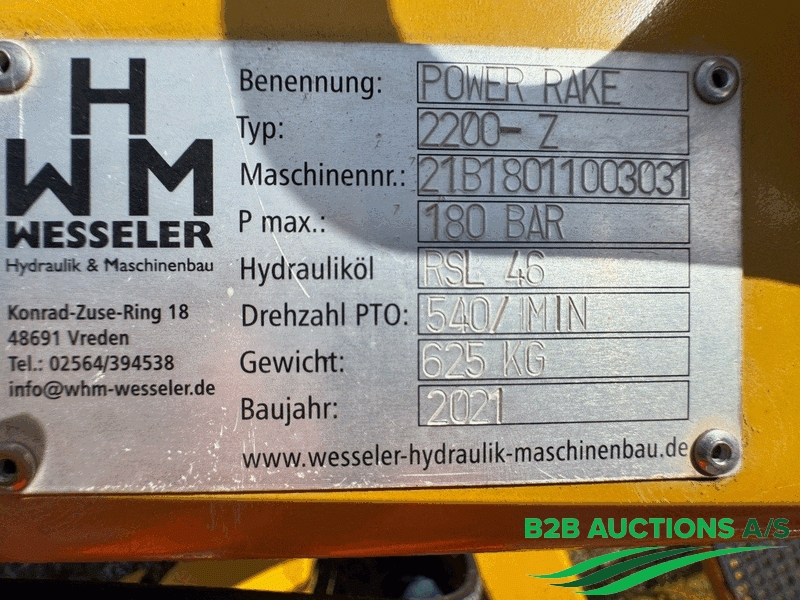 HWM
WESSELER
Hydraulik & Maschinenbau
Konrad-Zuse-Ring 18
48691 Vreden
Tel.: 02564/394538
info@whm-wesseler.de
Benennung: POWER RAKE
Typ: 2200-Z
Maschinennr.: 21B18011003031
P max.: 180 BAR
Hydrauliköl RSL 46
Drehzahl PTO: 540/1MIN
Gewicht: 625 KG
Baujahr: 2021
www.wesseler-hydraulik-maschinenbau.de
B2B AUCTIONS A/S